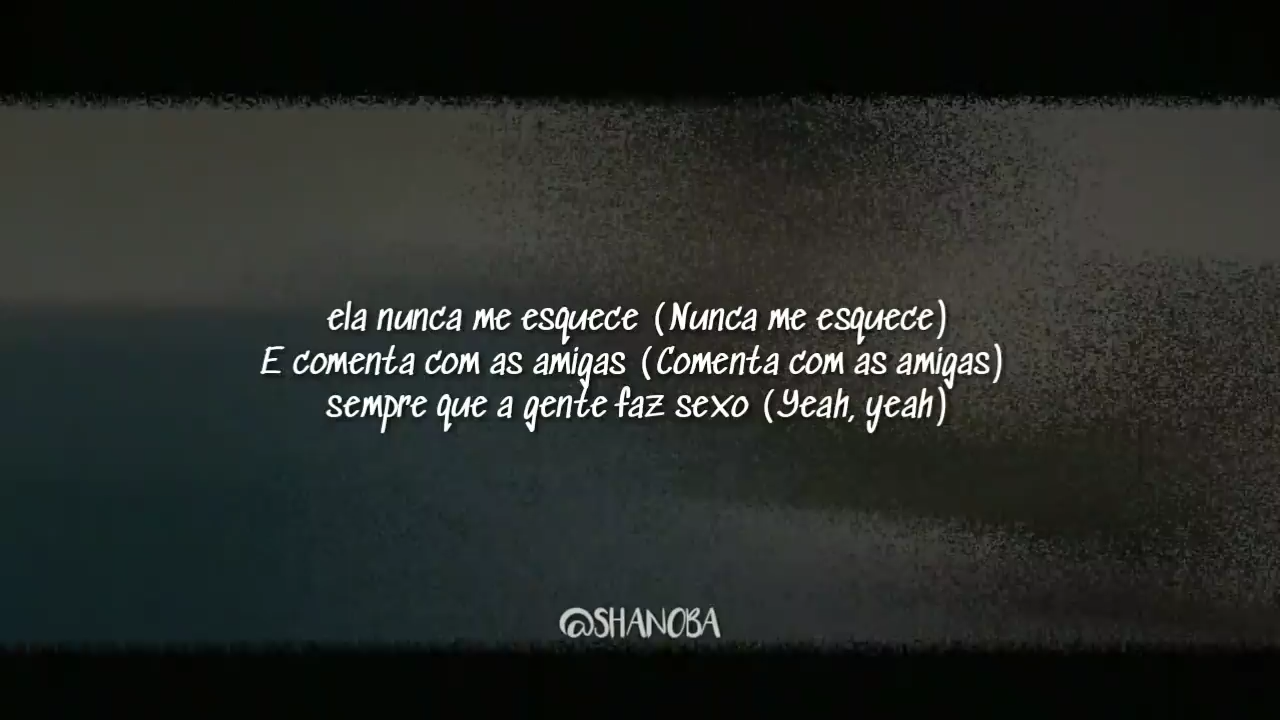 ela nunca me esquece (Nunca me esquece)
E comenta com as amigas (Comenta com as amigas)
sempre que a gente faz sexo (Yeah, yeah)
@SHANOBA